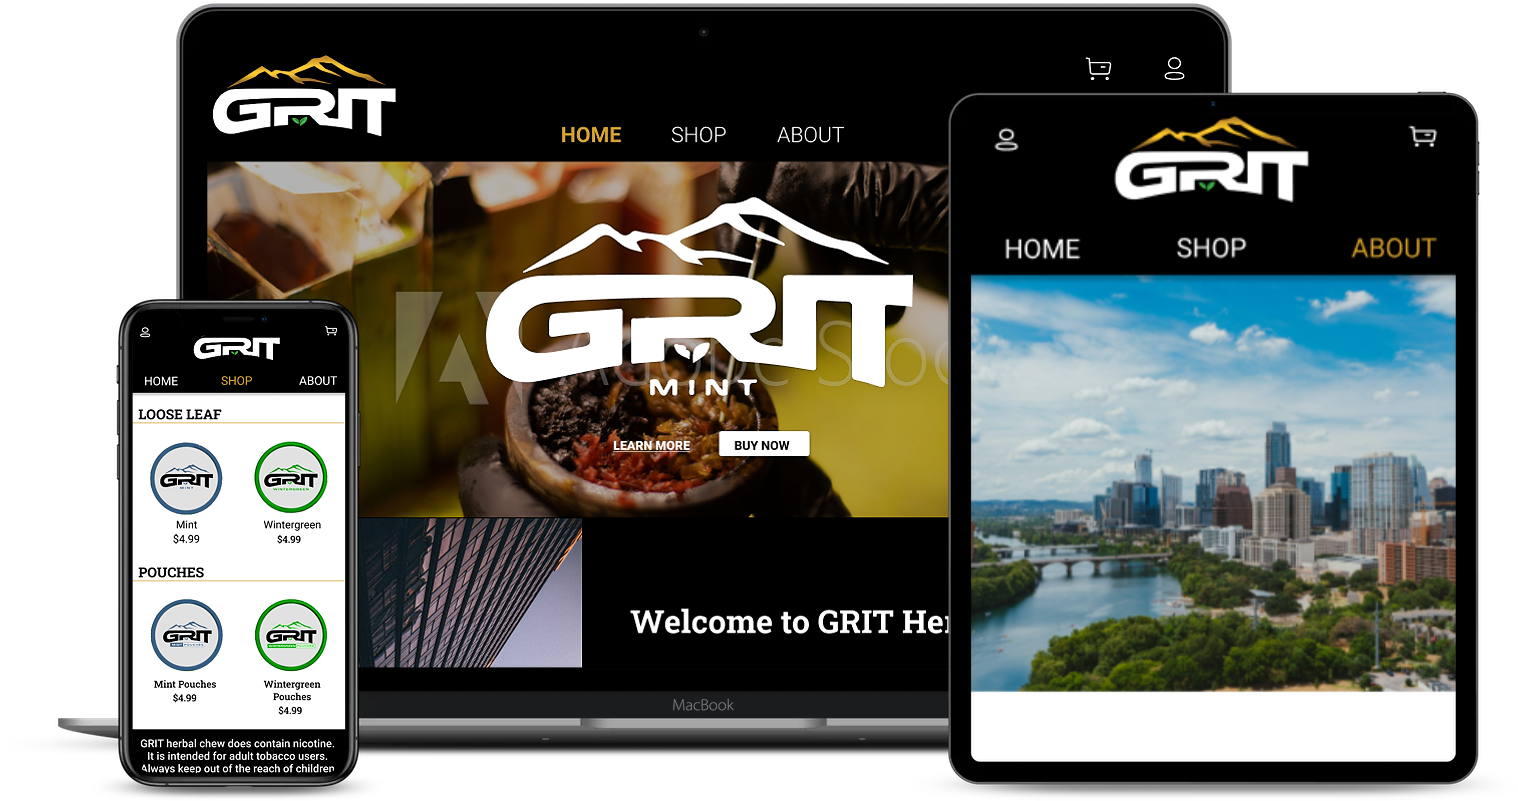 GRIT
HOME SHOP ABOUT
GRIT
MINT
Adobe Stoc
LEARN MORE BUY NOW
Welcome to GRIT Her
MacBook
GRIT
HOME SHOP ABOUT
GRIT
HOME SHOP ABOUT
LOOSE LEAF
GRIT
MINT
GRIT
WINTERGREEN
Mint
$4.99
Wintergreen
$4.99
POUCHES
GRIT
MINT POUCHES
GRIT
WINTERGREEN POUCHES
Mint Pouches
$4.99
Wintergreen
Pouches
$4.99
GRIT herbal chew does contain nicotine.
It is intended for adult tobacco users.
Always keep out of the reach of children